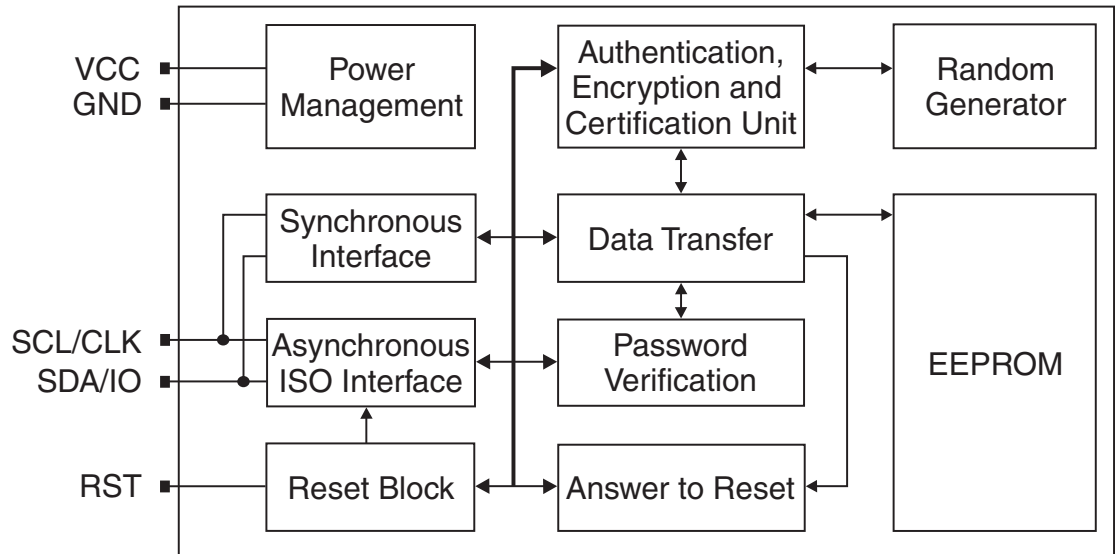 VCC
GND
Power
Management
Authentication,
Encryption and
Certification Unit
Random
Generator
Synchronous
Interface
Data Transfer
SCL/CLK
SDA/IO
Asynchronous
ISO Interface
Password
Verification
EEPROM
RST
Reset Block
Answer to Reset